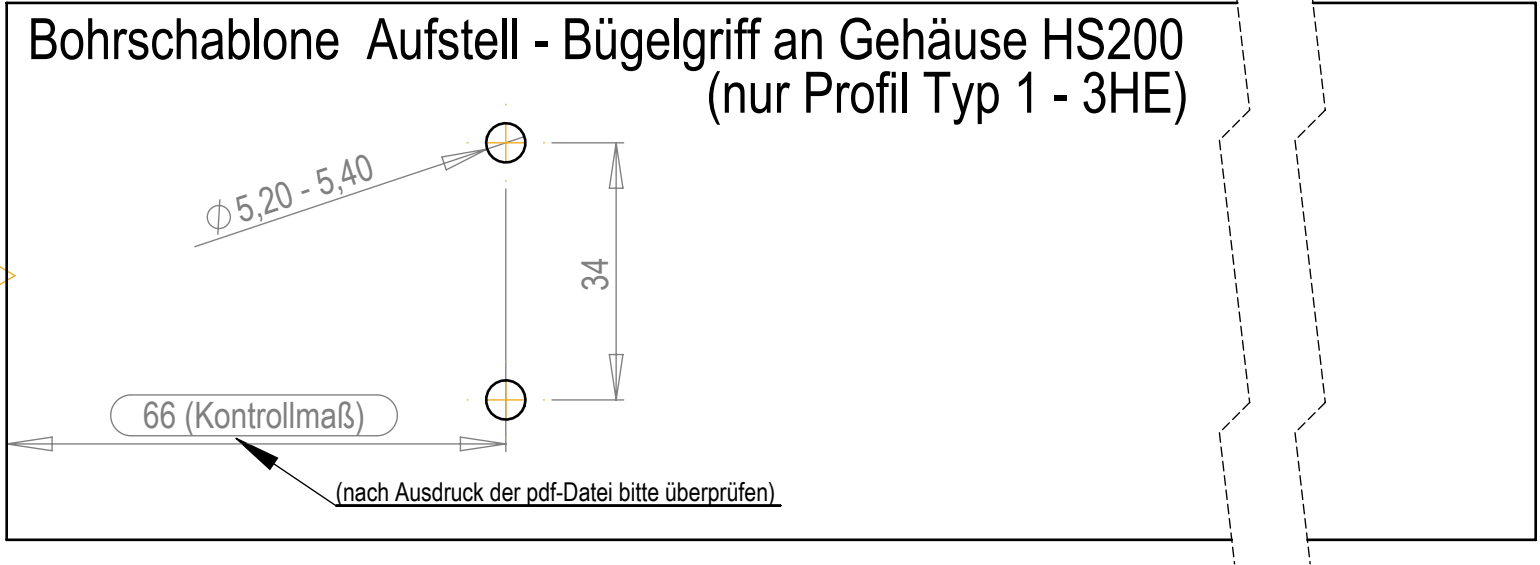 Bohrschablone Aufstell - Bügelgriff an Gehäuse HS200
(nur Profil Typ 1 - 3HE)
∅ 5,20 - 5,40
34
66 (Kontrollmaß)
(nach Ausdruck der pdf-Datei bitte überprüfen)